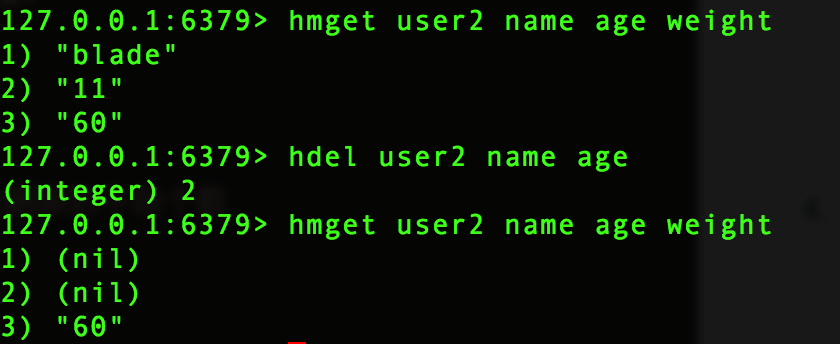 127.0.0.1:6379> hmget user2 name age weight
1) "blade"
2) "11"
3) "60"
127.0.0.1:6379> hdel user2 name age
(integer) 2
127.0.0.1:6379> hmget user2 name age weight
1) (nil)
2) (nil)
3) "60"